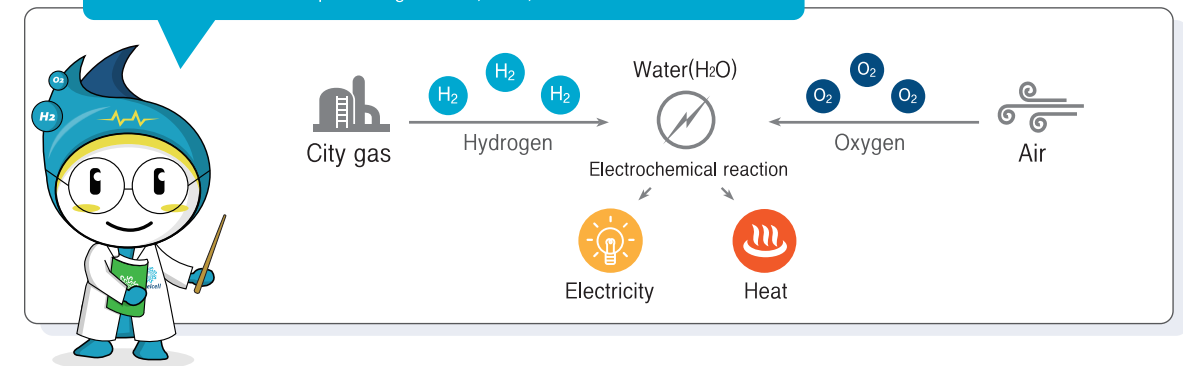 O2
H2
H2
H2
H2
Water(H2O)
O2
O2
O2
City gas
Hydrogen
Oxygen
Air
Electrochemical reaction
Electricity
Heat